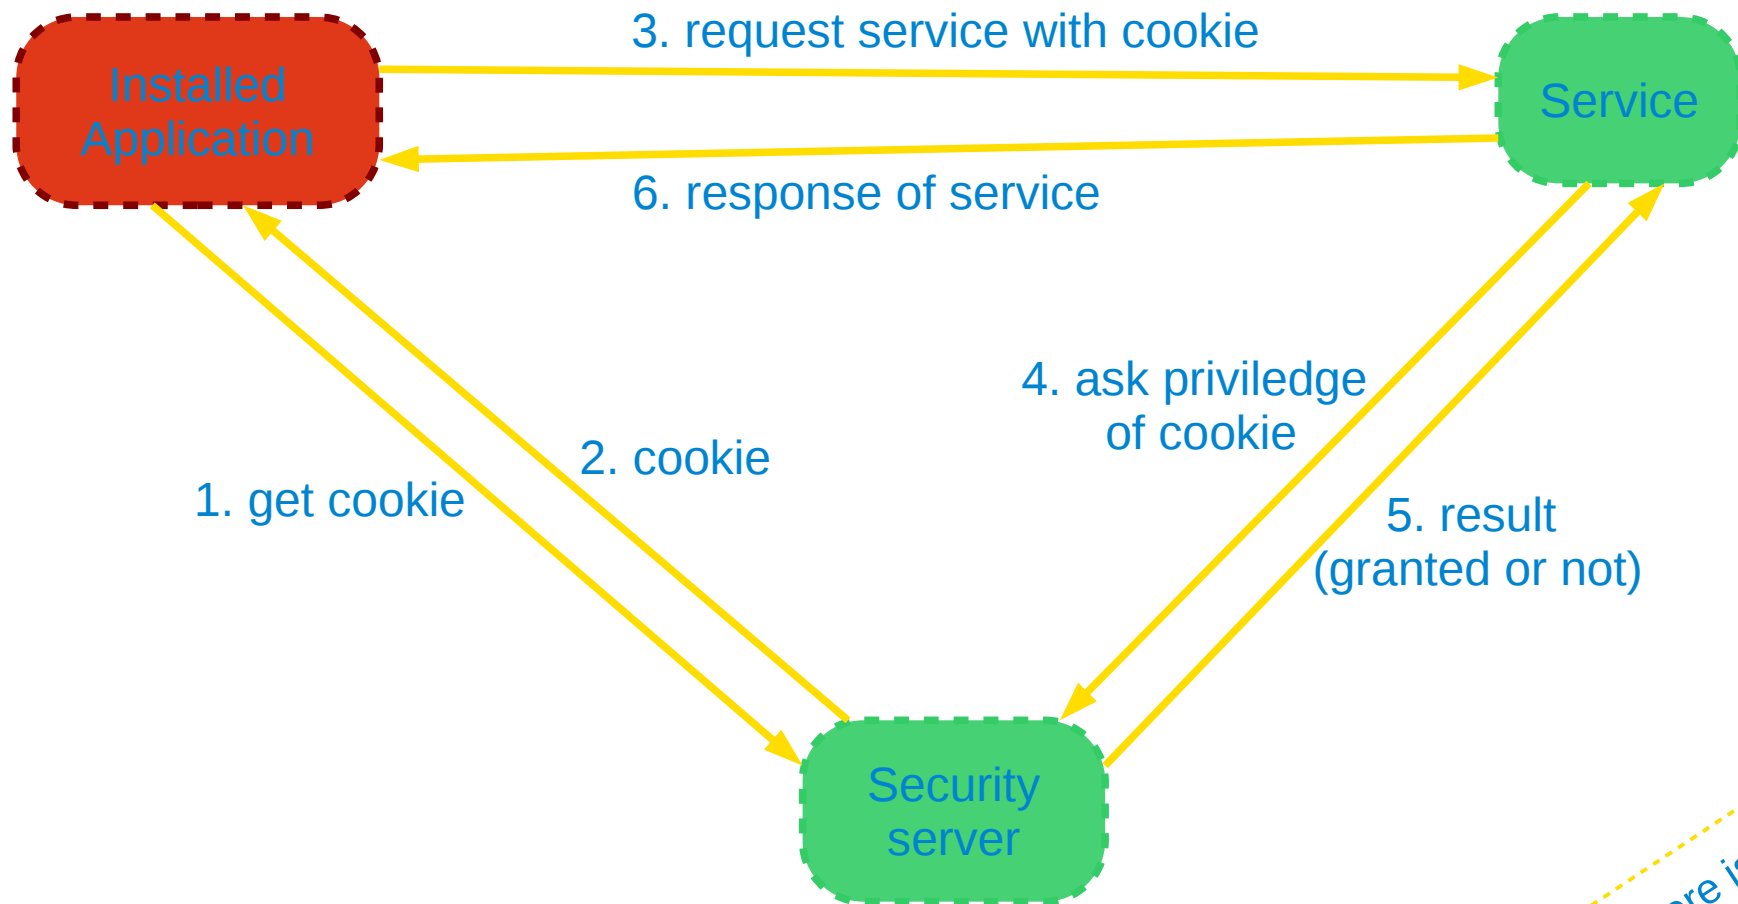 3. request service with cookie
Installed
Application
Service
6. response of service
4. ask priviledge
of cookie
2. cookie
1. get cookie
5. result
(granted or not)
Security
server